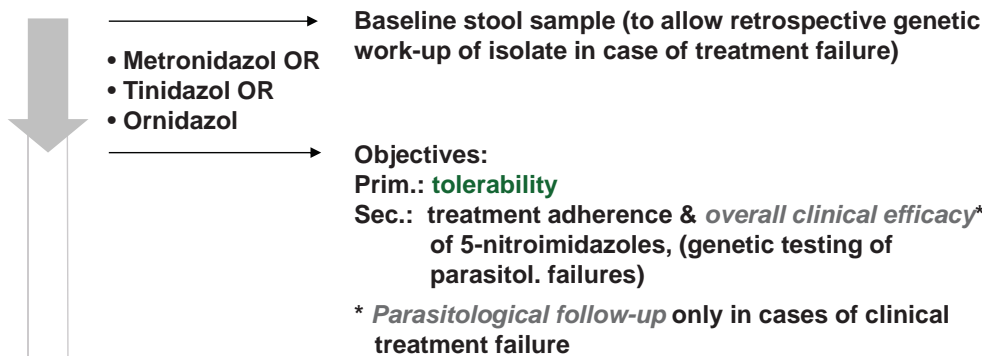 Baseline stool sample (to allow retrospective genetic
work-up of isolate in case of treatment failure)
• Metronidazol OR
• Tinidazol OR
• Ornidazol
Objectives:
Prim.: tolerability
Sec.: treatment adherence & overall clinical efficacy*
of 5-nitroimidazoles, (genetic testing of
parasitol. failures)
* Parasitological follow-up only in cases of clinical
treatment failure